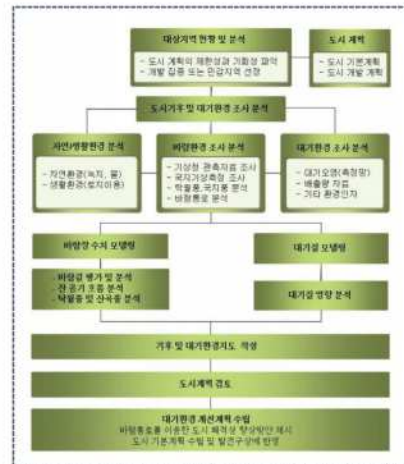 대상지역 현황 및 분석
- 도시 계획의 제한성과 기회성 파악
- 개발 집중 또는 민감지역 선정
도시 계획
- 도시 기본계획
- 도시 개발 계획
도시기후 및 대기환경 조사 분석
자연/생활환경 분석
- 자연환경(녹지, 물)
- 생활환경(토지이용)
바람환경 조사 분석
- 기상청 관측자료 조사
- 국지기상측정 조사
- 탁월풍,국지풍 분석
- 바람통로 분석
대기환경 조사 분석
- 대기오염(측정망)
- 배출량 자료
- 기타 환경인자
바람장 수치 모델링
- 바람길 평가 및 분석
- 찬 공기 흐름 분석
- 탁월풍 및 산곡풍 분석
대기질 모델링
대기질 영향 분석
기후 및 대기환경지도 작성
도시계획 검토
대기환경 개선계획 수립
바람통로를 이용한 도시 쾌적성 향상방안 제시
도시 기본계획 수립 및 발전구상에 반영